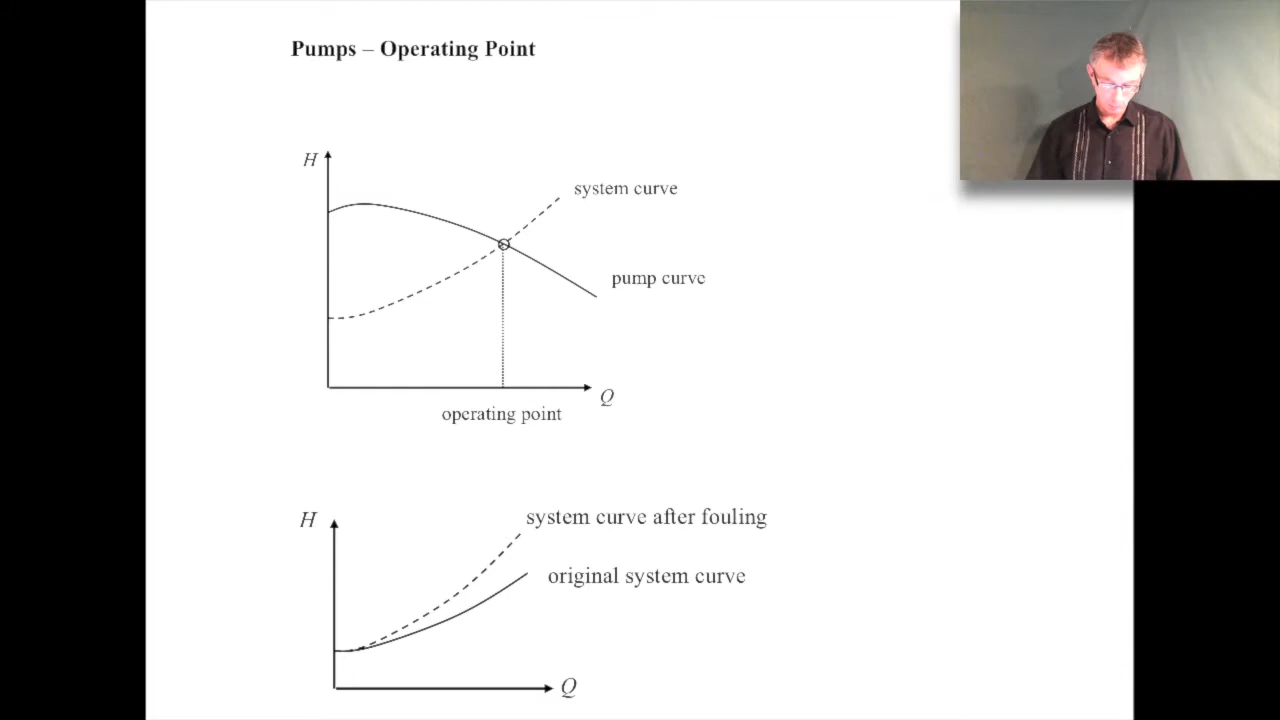 Pumps – Operating Point
H
system curve
pump curve
Q
operating point
H
system curve after fouling
original system curve
Q